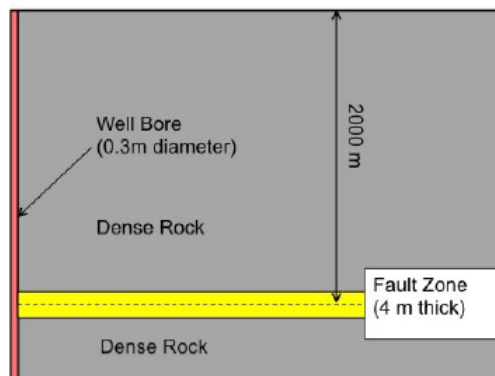 2000 m
Well Bore
(0.3m diameter)
Dense Rock
Fault Zone
(4 m thick)
Dense Rock